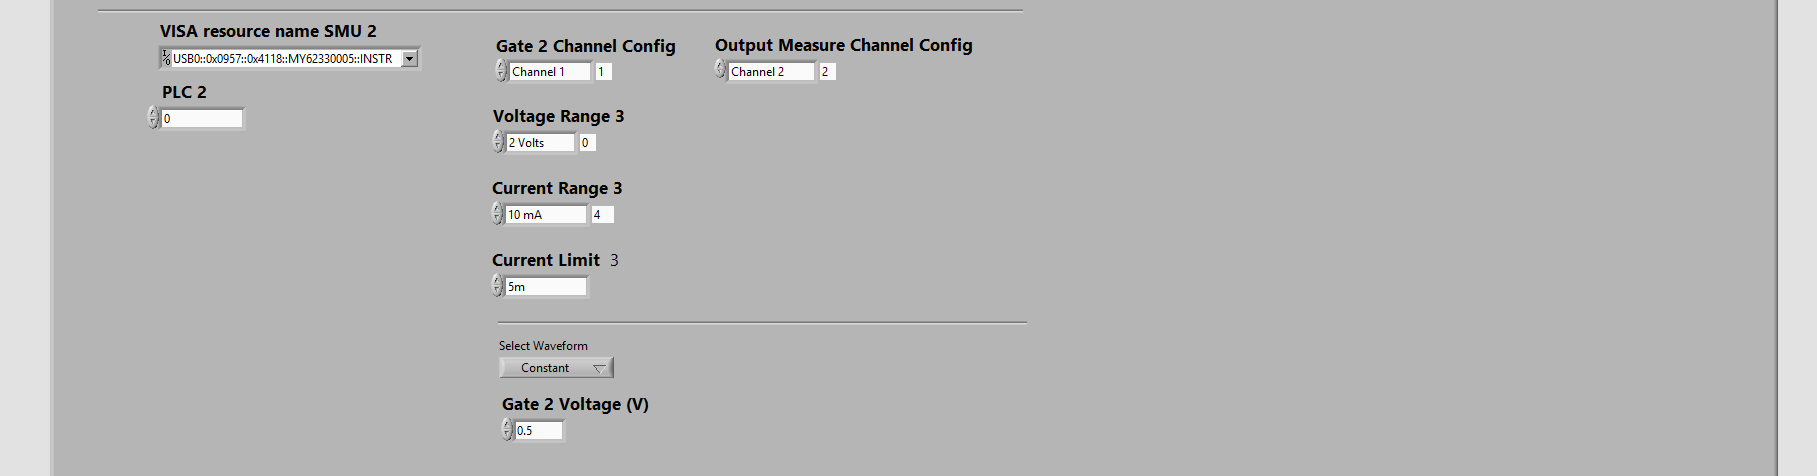 VISA resource name SMU 2
USB0::0x0957::0x4118::MY62330005::INSTR
PLC 2
0
Gate 2 Channel Config
Channel 1 1
Output Measure Channel Config
Channel 2 2
Voltage Range 3
2 Volts 0
Current Range 3
10 mA 4
Current Limit 3
5m
Select Waveform
Constant
Gate 2 Voltage (V)
0.5